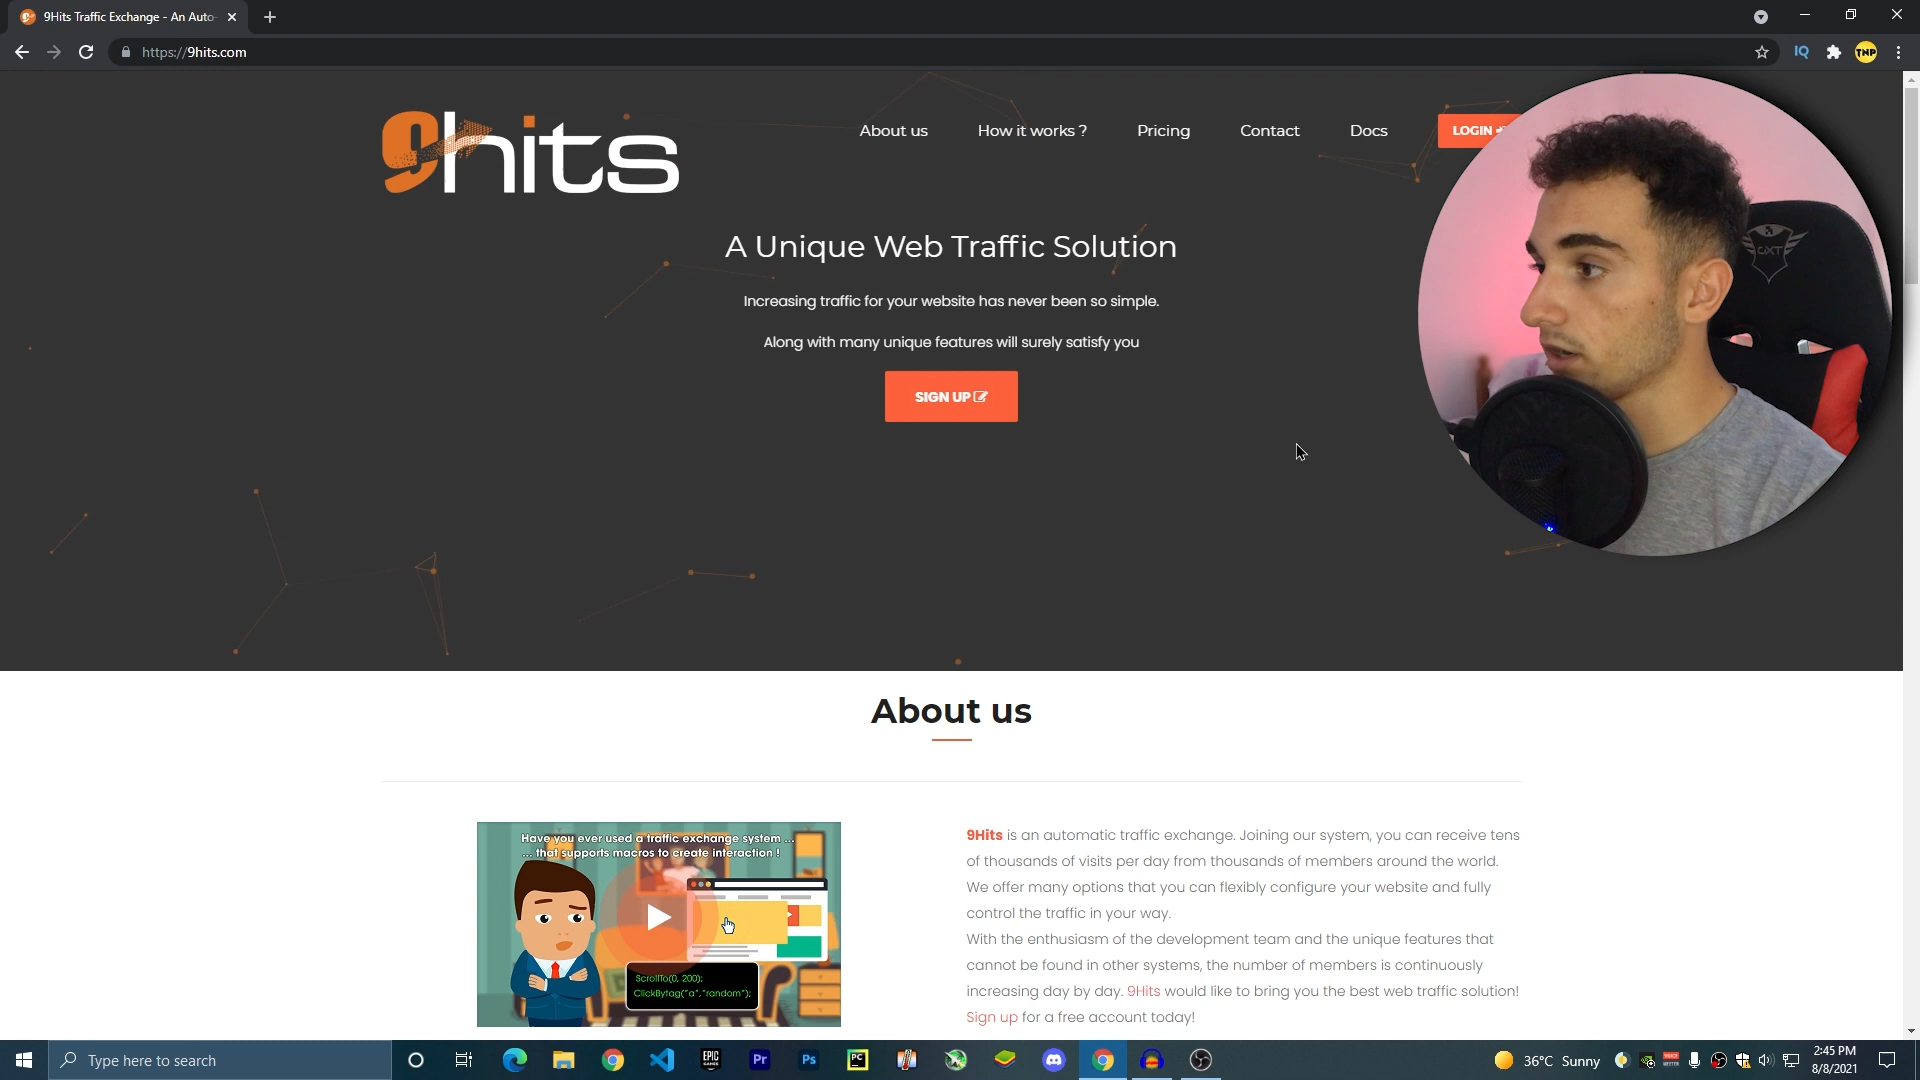 9Hits Traffic Exchange - An Auto-
https://9hits.com
IQ
TNP
9hits
About us
How it works ?
Pricing
Contact
Docs
LOGIN
GXT
A Unique Web Traffic Solution
Increasing traffic for your website has never been so simple.
Along with many unique features will surely satisfy you
SIGN UP
About us
Have you ever used a traffic exchange system ...
... that supports macros to create interaction !
ScrollTo(0, 200);
ClickBytag("a","random");
9Hits is an automatic traffic exchange. Joining our system, you can receive tens
of thousands of visits per day from thousands of members around the world.
We offer many options that you can flexibly configure your website and fully
control the traffic in your way.
With the enthusiasm of the development team and the unique features that
cannot be found in other systems, the number of members is continuously
increasing day by day. 9Hits would like to bring you the best web traffic solution!
Sign up for a free account today!
Type here to search
EPIC
GAMES
Pr
Ps
PC
36°C Sunny
2:45 PM
8/8/2021